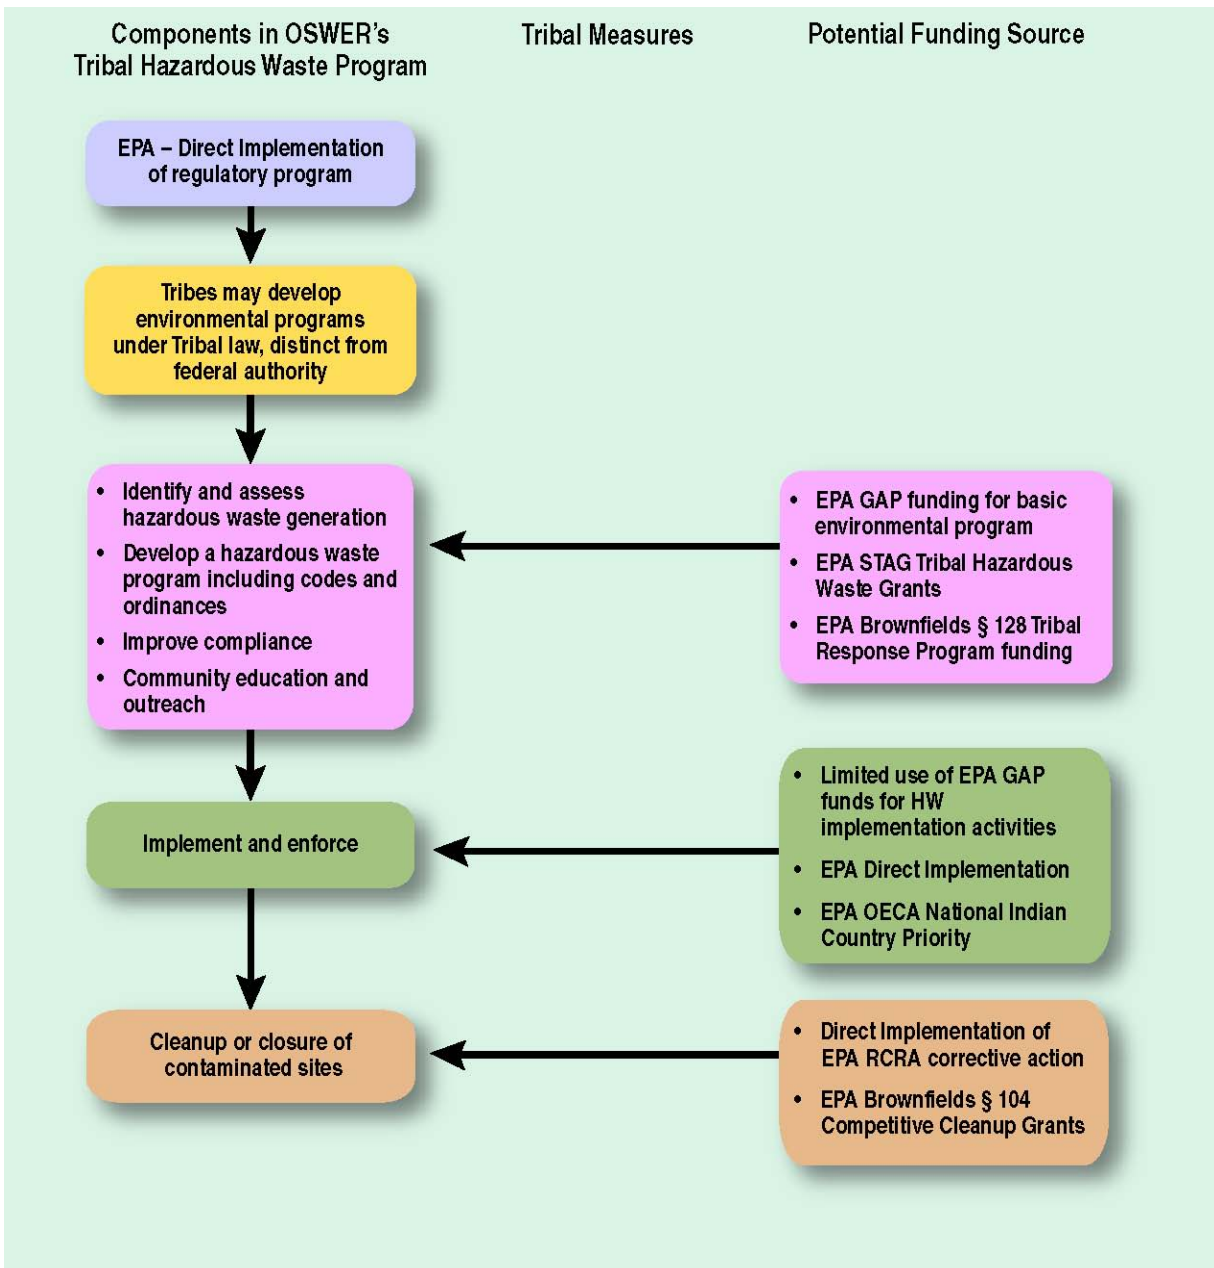 Components in OSWER's
Tribal Hazardous Waste Program
Tribal Measures
Potential Funding Source
EPA – Direct Implementation
of regulatory program
Tribes may develop
environmental programs
under Tribal law, distinct from
federal authority
• Identify and assess
hazardous waste generation
• Develop a hazardous waste
program including codes and
ordinances
• Improve compliance
• Community education and
outreach
• EPA GAP funding for basic
environmental program
• EPA STAG Tribal Hazardous
Waste Grants
• EPA Brownfields § 128 Tribal
Response Program funding
Implement and enforce
• Limited use of EPA GAP
funds for HW
implementation activities
• EPA Direct Implementation
• EPA OECA National Indian
Country Priority
Cleanup or closure of
contaminated sites
• Direct Implementation of
EPA RCRA corrective action
• EPA Brownfields § 104
Competitive Cleanup Grants